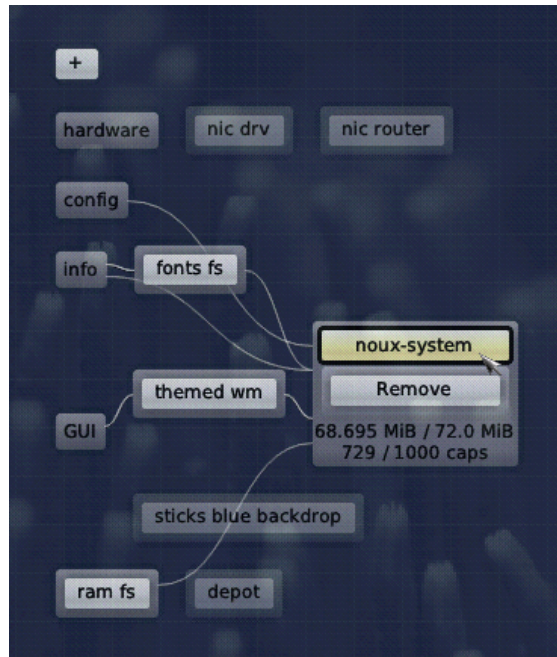 +
hardware
nic drv
nic router
config
info
fonts fs
noux-system
Remove
themed wm
GUI
68.695 MiB / 72.0 MiB
729 / 1000 caps
sticks blue backdrop
ram fs
depot